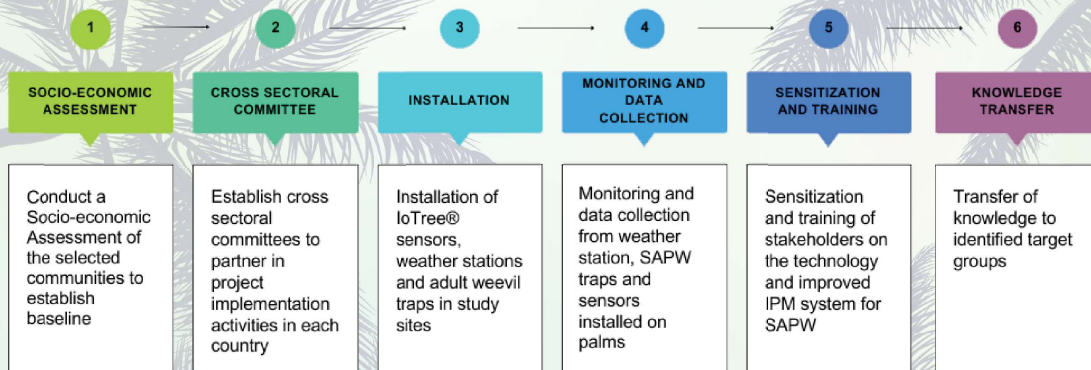 1
2
3
4
5
6
SOCIO-ECONOMIC
ASSESSMENT
CROSS SECTORAL
COMMITTEE
INSTALLATION
MONITORING AND
DATA
COLLECTION
SENSITIZATION
AND TRAINING
KNOWLEDGE
TRANSFER
Conduct a
Socio-economic
Assessment of
the selected
communities to
establish
baseline
Establish cross
sectoral
committees to
partner in
project
implementation
activities in each
country
Installation of
IoTree® 
sensors,
weather stations
and adult weevil
traps in study
sites
Monitoring and
data collection
from weather
station, SAPW
traps and
sensors
installed on
palms
Sensitization
and training of
stakeholders on
the technology
and improved
IPM system for
SAPW
Transfer of
knowledge to
identified target
groups